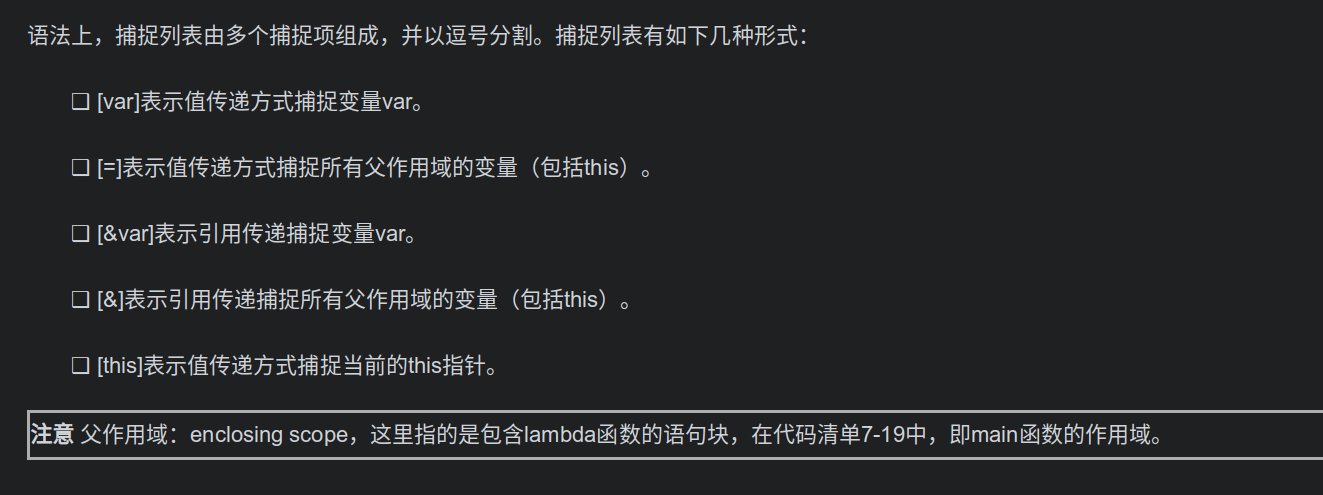 语法上，捕捉列表由多个捕捉项组成，并以逗号分割。捕捉列表有如下几种形式：
❑ [var]表示值传递方式捕捉变量var。
❑ [=]表示值传递方式捕捉所有父作用域的变量（包括this）。
❑ [&var]表示引用传递捕捉变量var。
❑ [&]表示引用传递捕捉所有父作用域的变量（包括this）。
❑ [this]表示值传递方式捕捉当前的this指针。
注意 父作用域：enclosing scope，这里指的是包含lambda函数的语句块，在代码清单7-19中，即main函数的作用域。